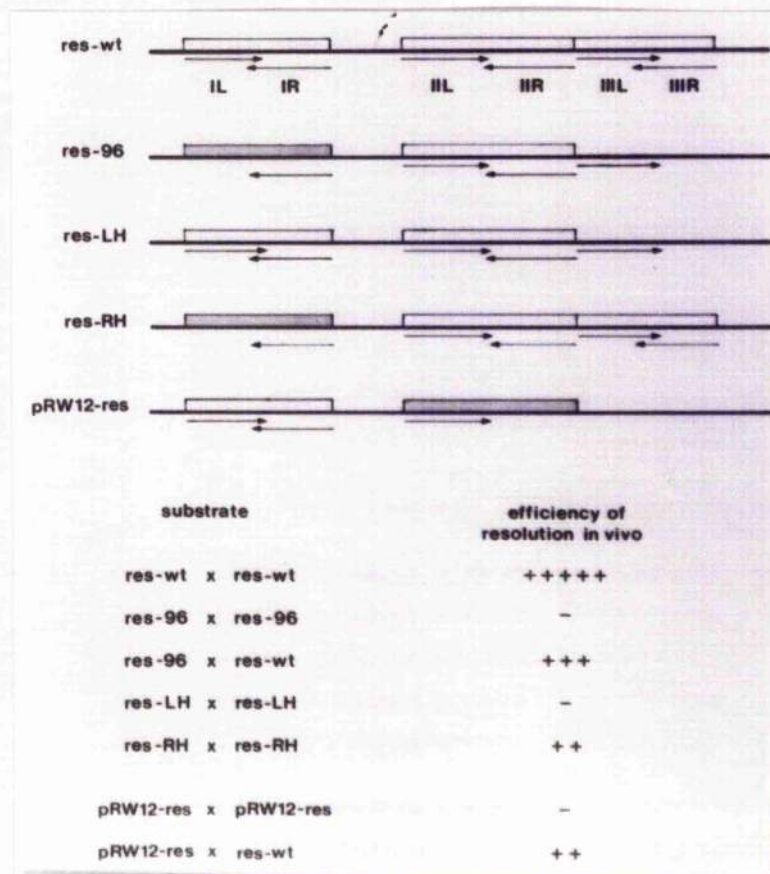 res-wt
IL IR IIL IIR IIIL IIIR
res-96
res-LH
res-RH
pRW12-res
substrate efficiency of resolution in vivo
res-wt x res-wt +++++
res-96 x res-96 –
res-96 x res-wt +++
res-LH x res-LH –
res-RH x res-RH ++
pRW12-res x pRW12-res –
pRW12-res x res-wt ++